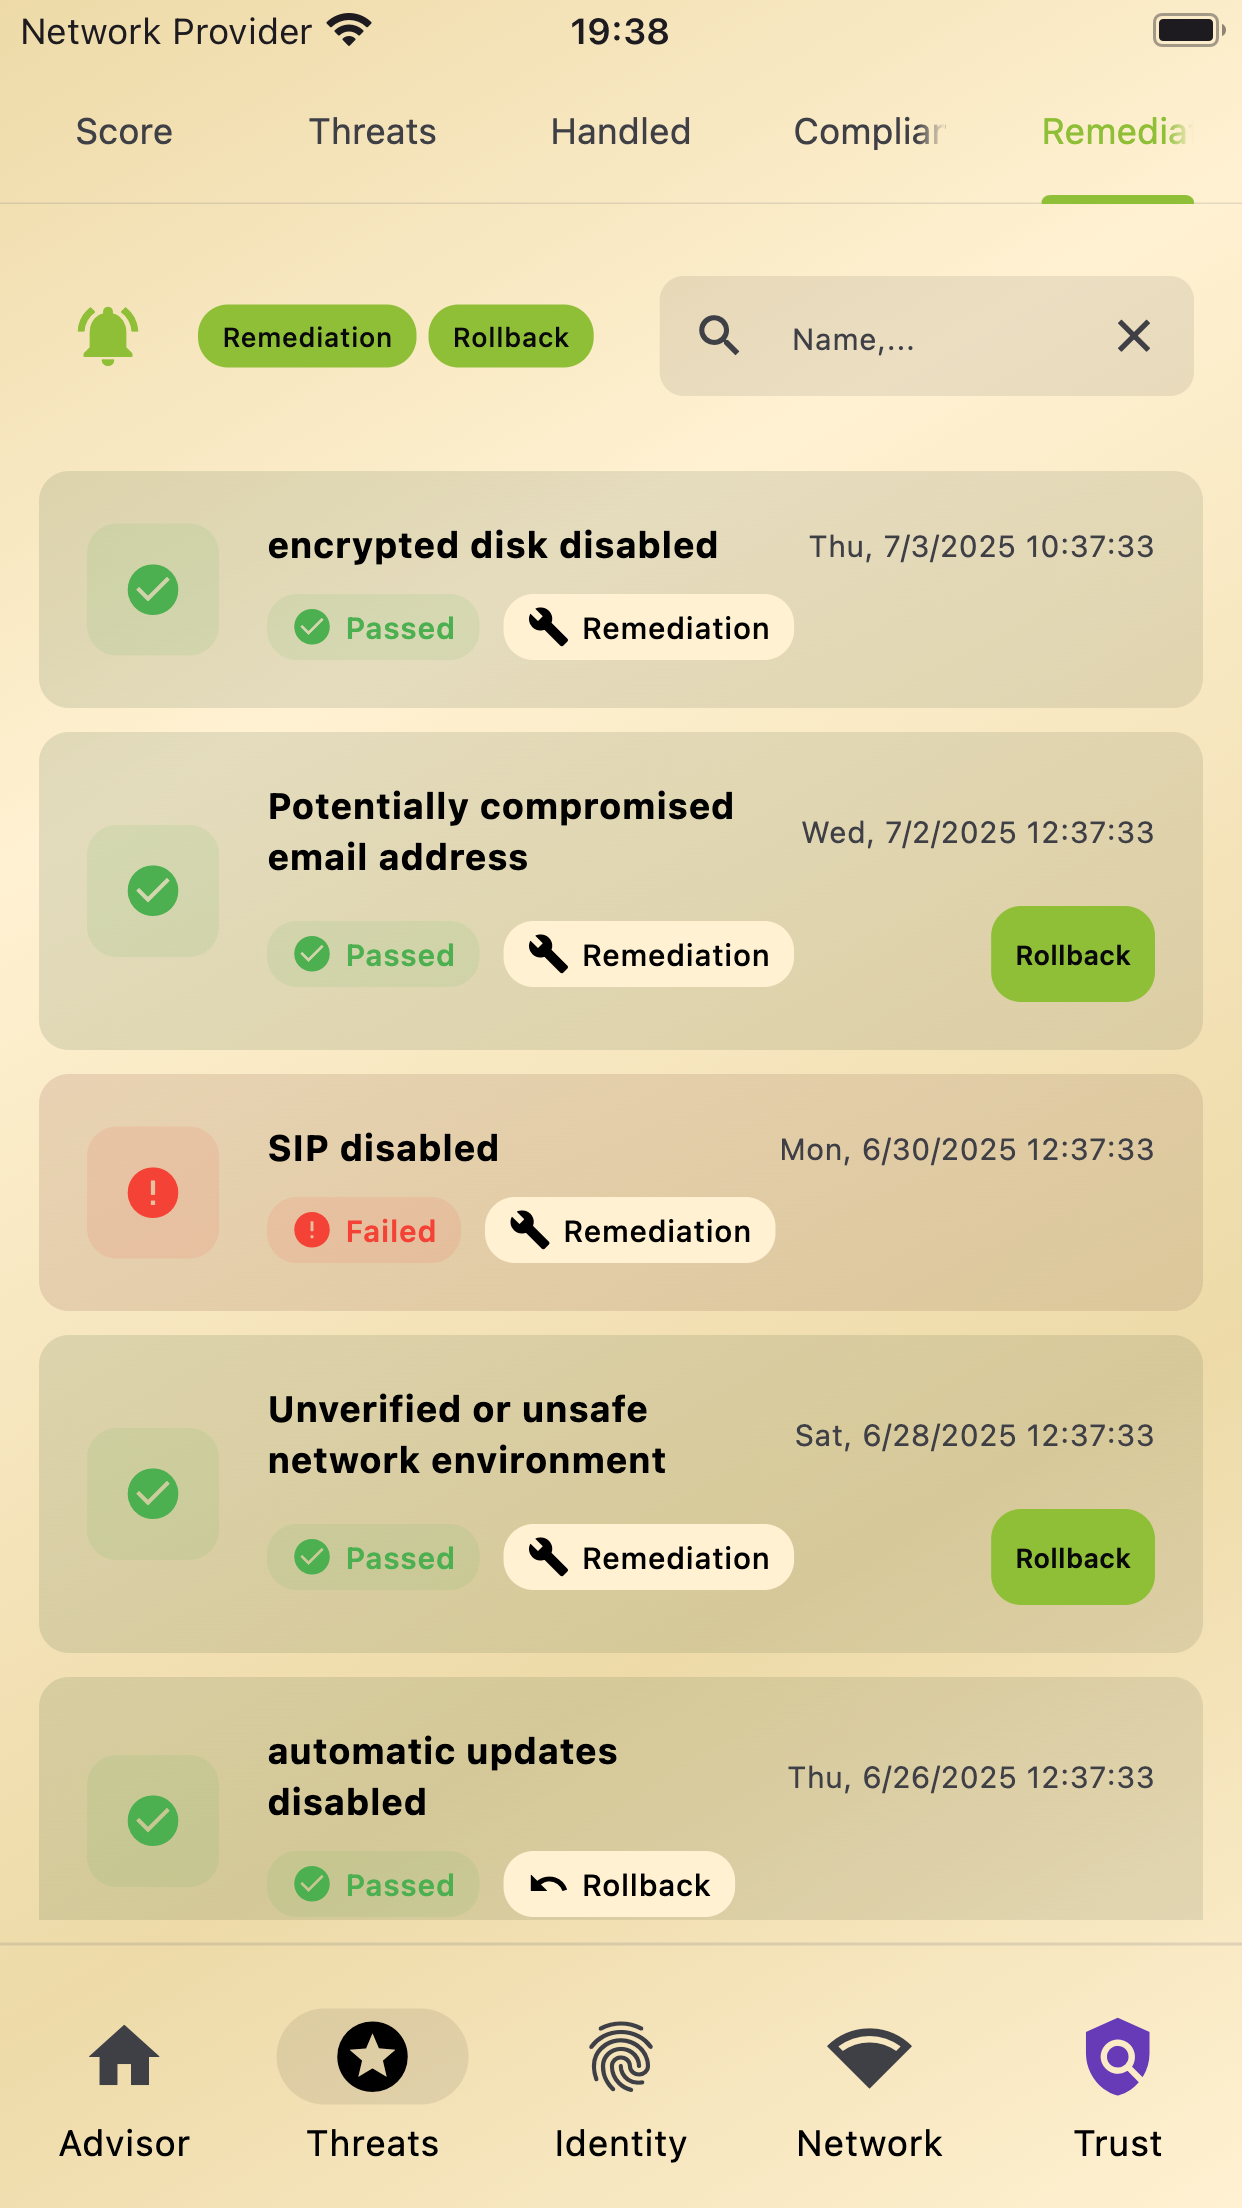 Network Provider 19:38
Score Threats Handled Complian Remedia
Remediation Rollback Name,...
encrypted disk disabled Thu, 7/3/2025 10:37:33
Passed Remediation
Potentially compromised
email address
Wed, 7/2/2025 12:37:33
Passed Remediation Rollback
SIP disabled Mon, 6/30/2025 12:37:33
Failed Remediation
Unverified or unsafe
network environment
Sat, 6/28/2025 12:37:33
Passed Remediation Rollback
automatic updates
disabled
Thu, 6/26/2025 12:37:33
Passed Rollback
Advisor Threats Identity Network Trust